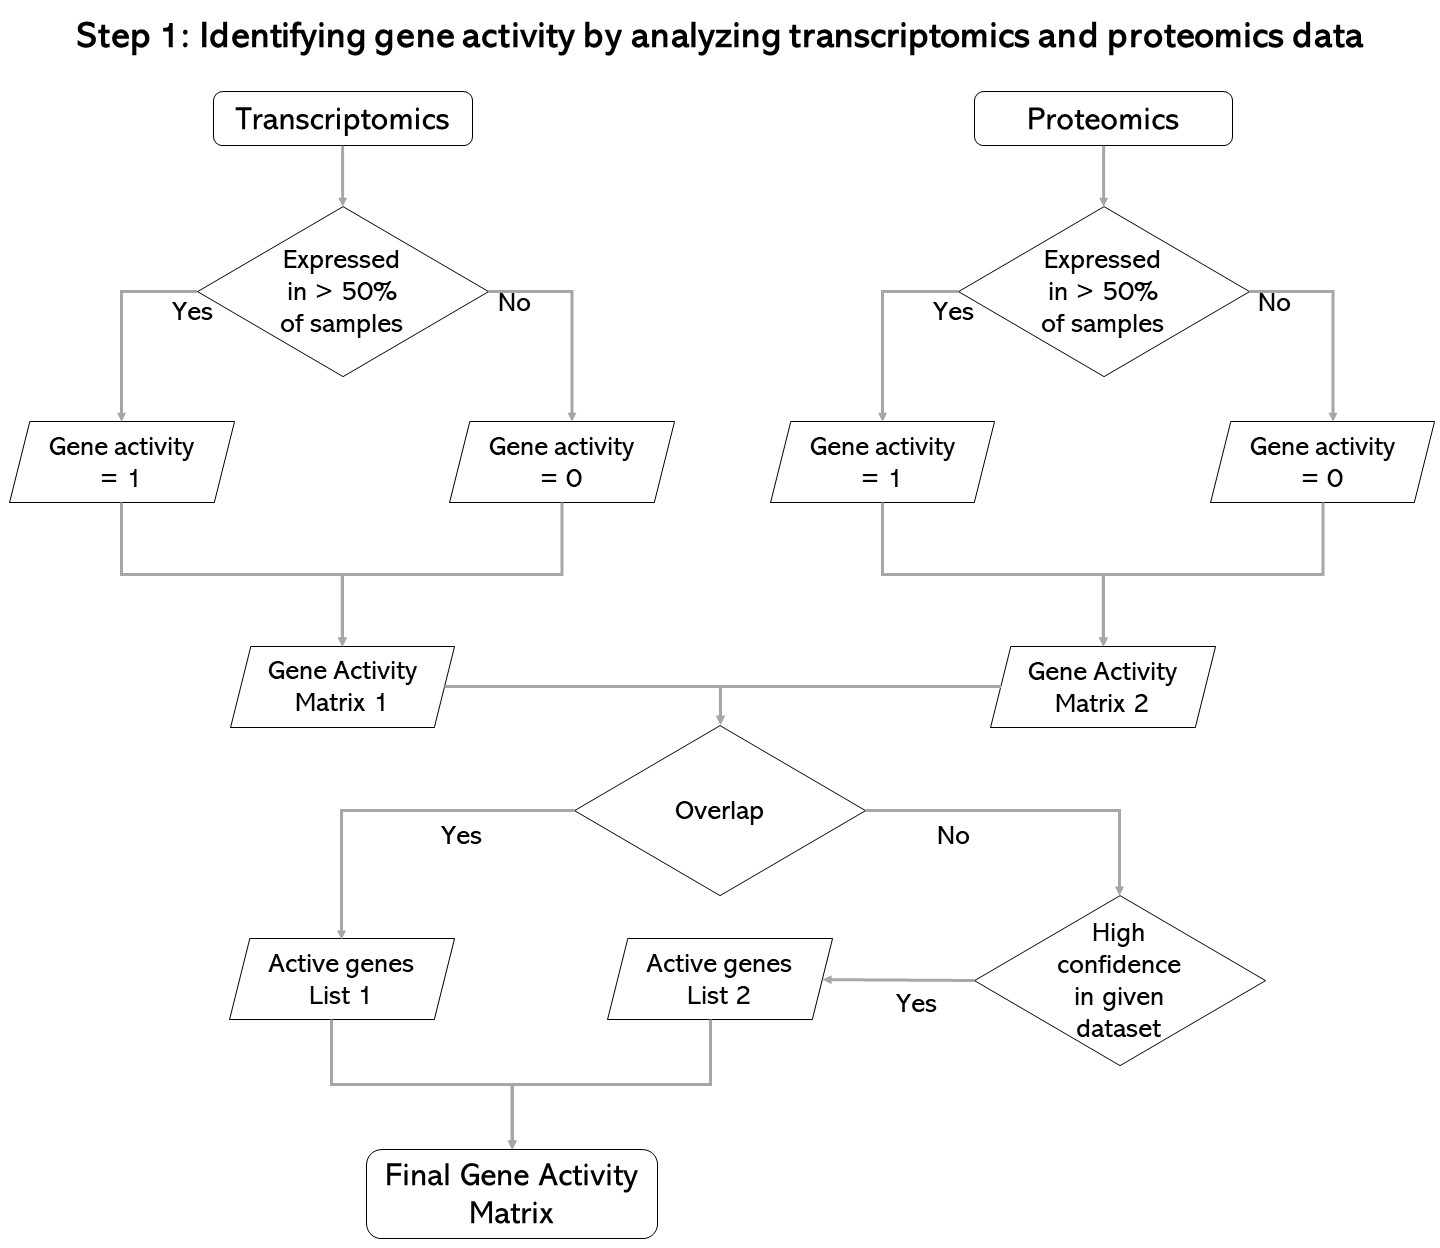 Step 1: Identifying gene activity by analyzing transcriptomics and proteomics data
Transcriptomics
Proteomics
Expressed
in > 50%
of samples
Yes
No
Expressed
in > 50%
of samples
Yes
No
Gene activity
= 1
Gene activity
= 0
Gene activity
= 1
Gene activity
= 0
Gene Activity
Matrix 1
Gene Activity
Matrix 2
Overlap
Yes
No
Active genes
List 1
Active genes
List 2
Yes
High
confidence
in given
dataset
Final Gene Activity
Matrix